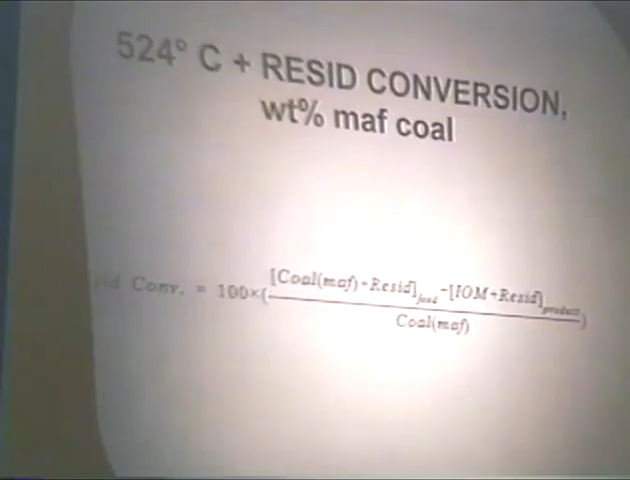 524° C + RESID CONVERSION,
wt% maf coal
Conv. = 100×([Coal(maf)+Resid]feed-[IOM+Resid]product)
Coal(maf)